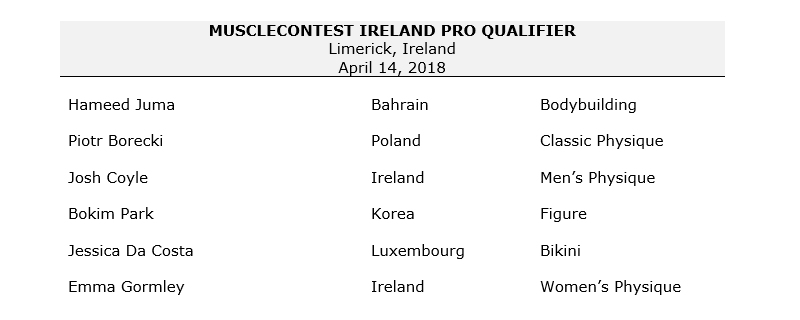 MUSCLECONTEST IRELAND PRO QUALIFIER
Limerick, Ireland
April 14, 2018
Hameed Juma Bahrain Bodybuilding
Piotr Borecki Poland Classic Physique
Josh Coyle Ireland Men’s Physique
Bokim Park Korea Figure
Jessica Da Costa Luxembourg Bikini
Emma Gormley Ireland Women’s Physique